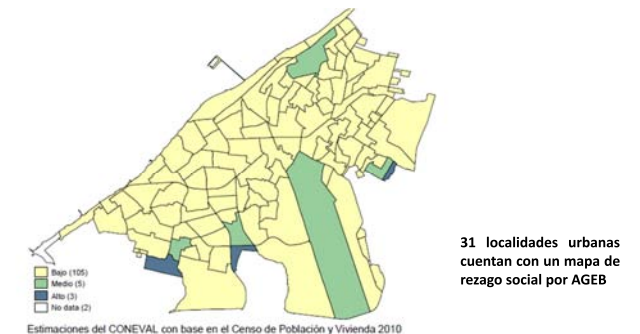 31 localidades urbanas
cuentan con un mapa de
rezago social por AGEB
Bajo (105)
Medio (5)
Alto (3)
No data (2)
Estimaciones del CONEVAL con base en el Censo de Población y Vivienda 2010